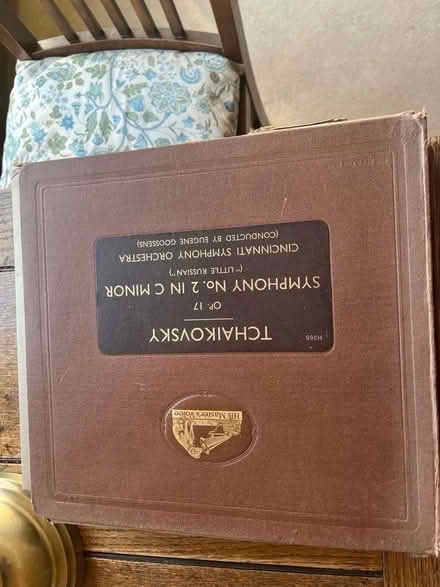 His Master's Voice
H366
TCHAIKOVSKY
OP. 17
SYMPHONY No. 2 IN C MINOR
("LITTLE RUSSIAN")
CINCINNATI SYMPHONY ORCHESTRA
(CONDUCTED BY EUGENE GOOSSENS)